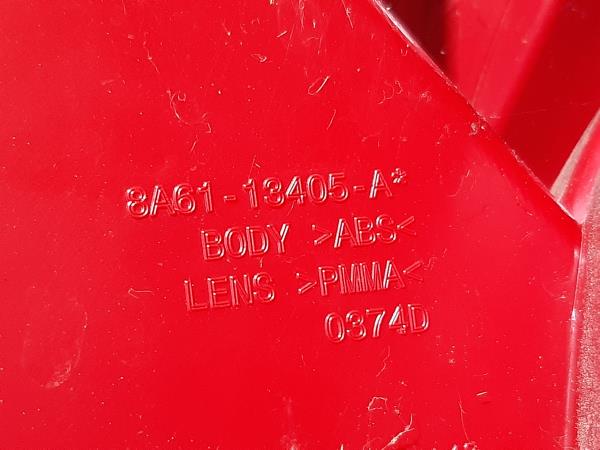 8A61-13405-A*
BODY >ABS<
LENS >PMMA<
0374D